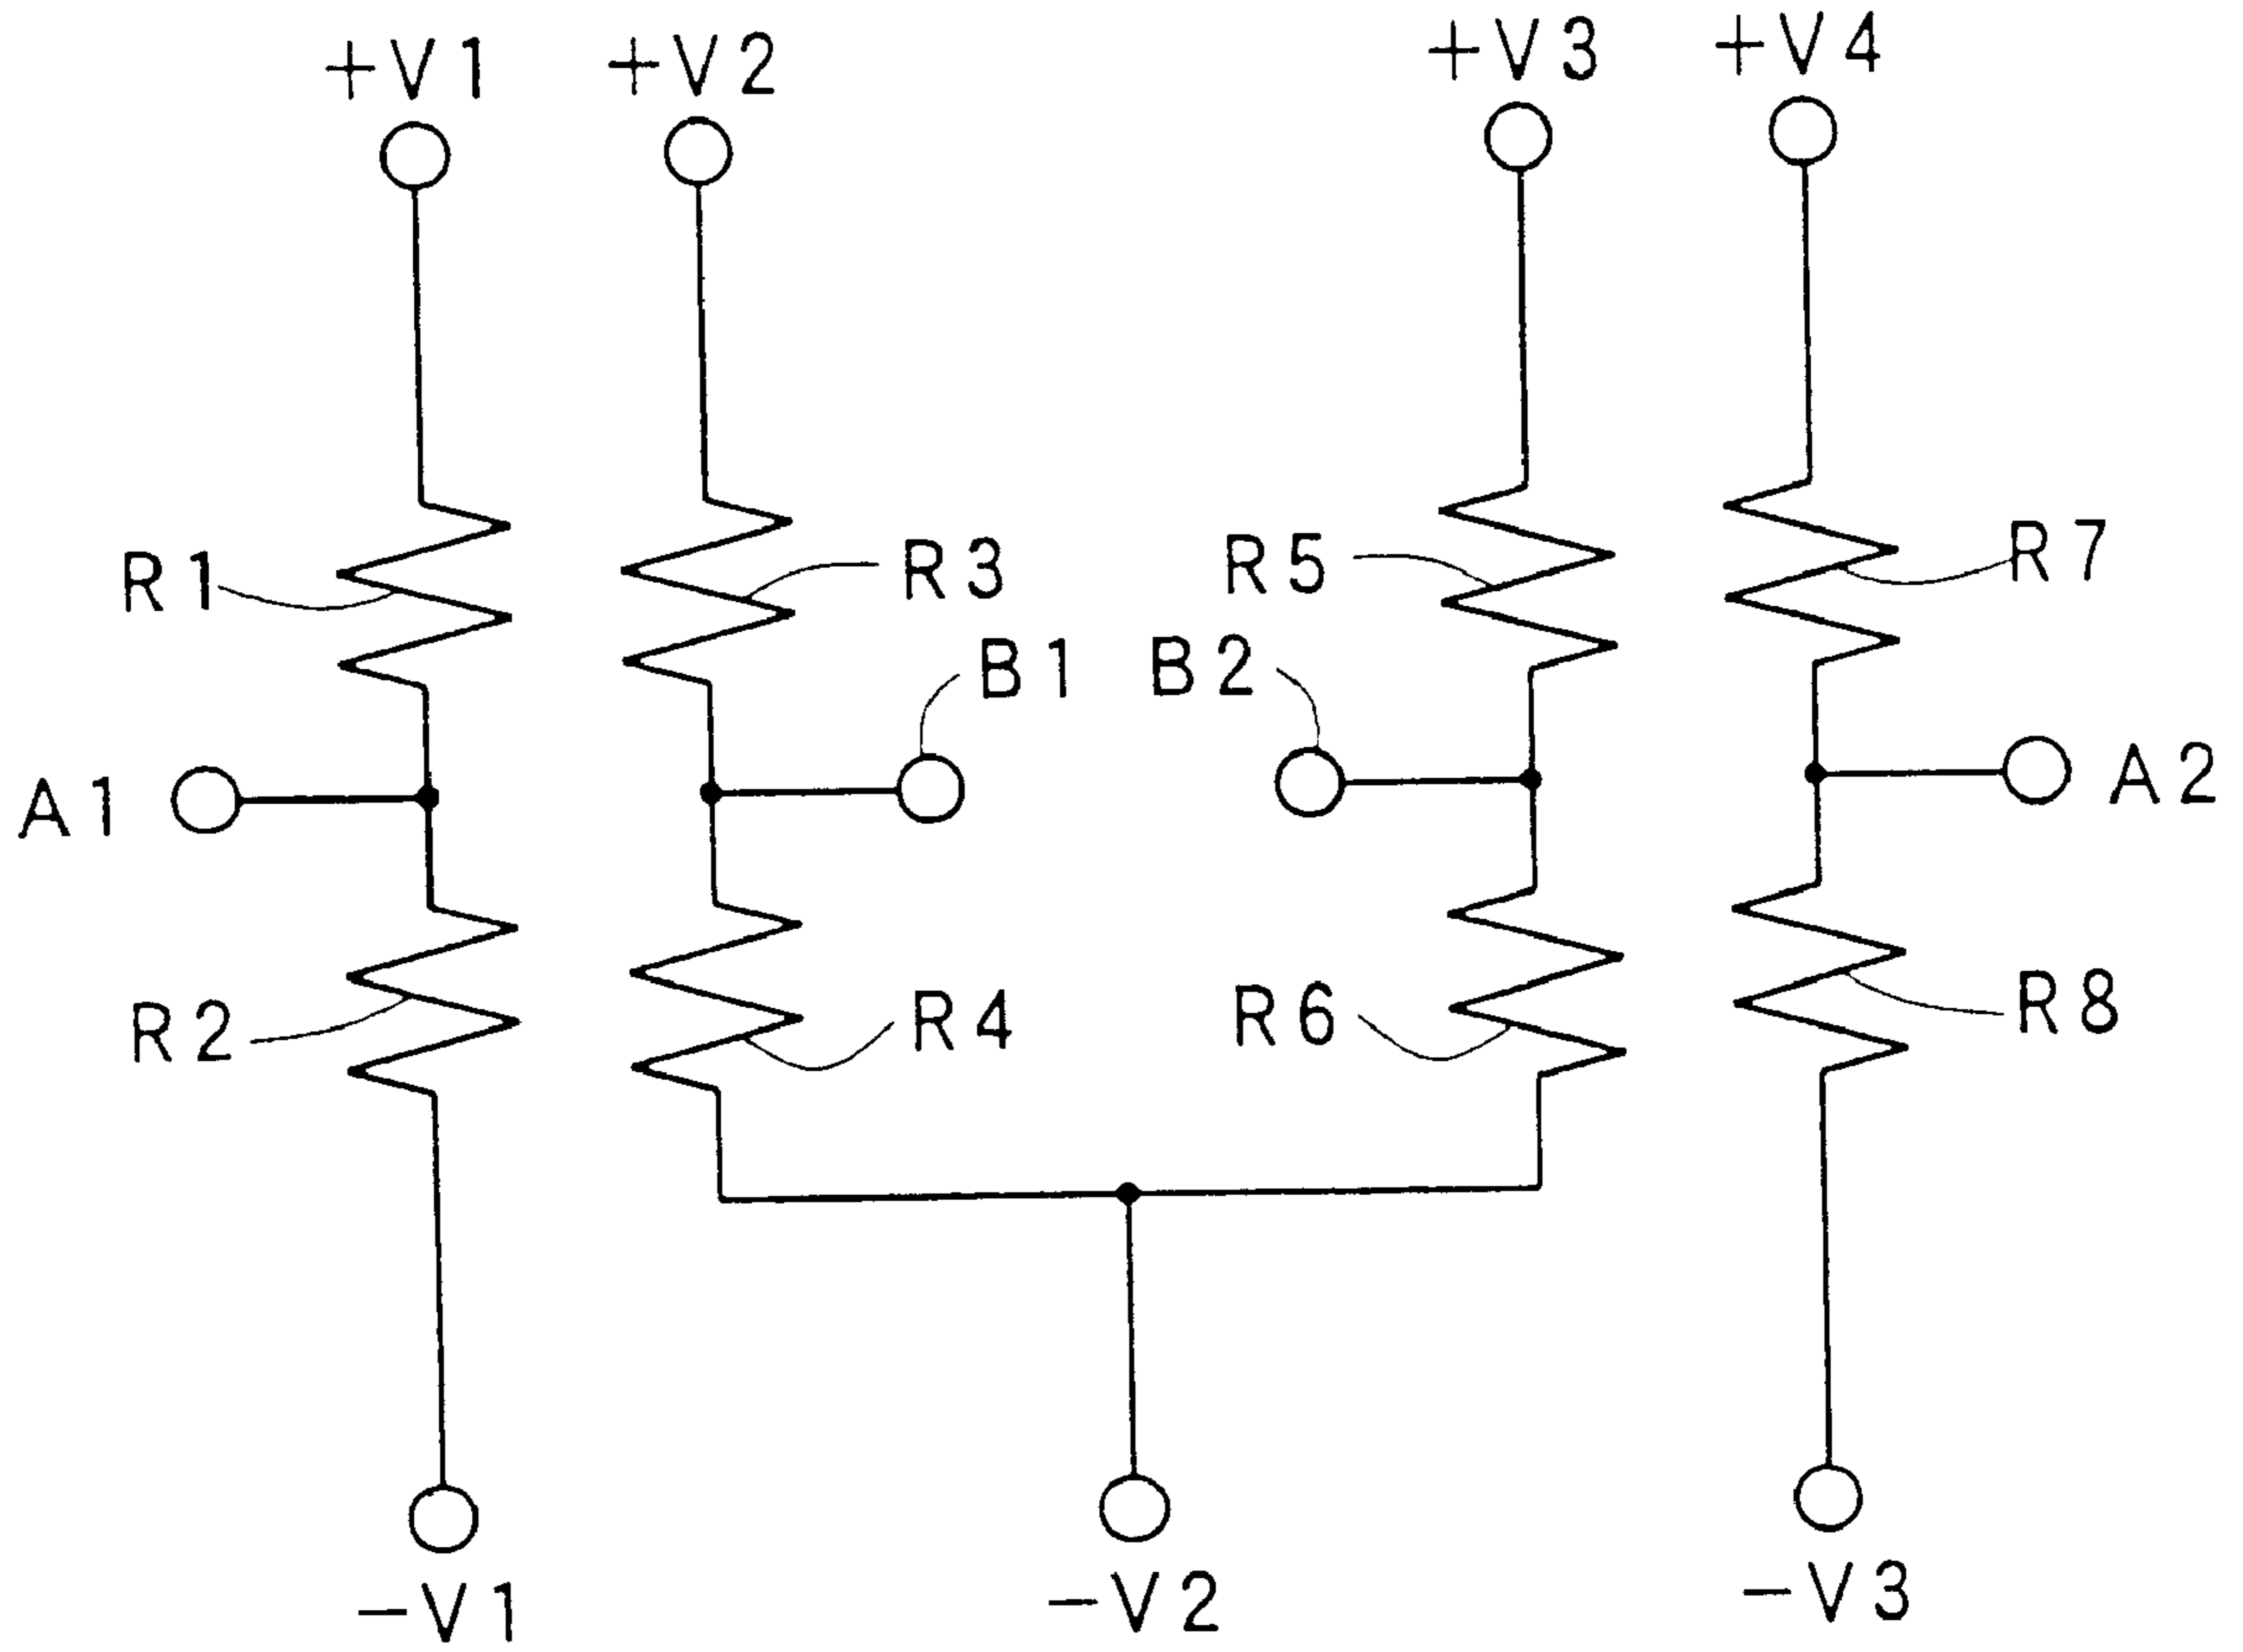 +V1 +V2 +V3 +V4
R1 R3 R5 R7
B1 B2
A1 A2
R2 R4 R6 R8
-V1 -V2 -V3